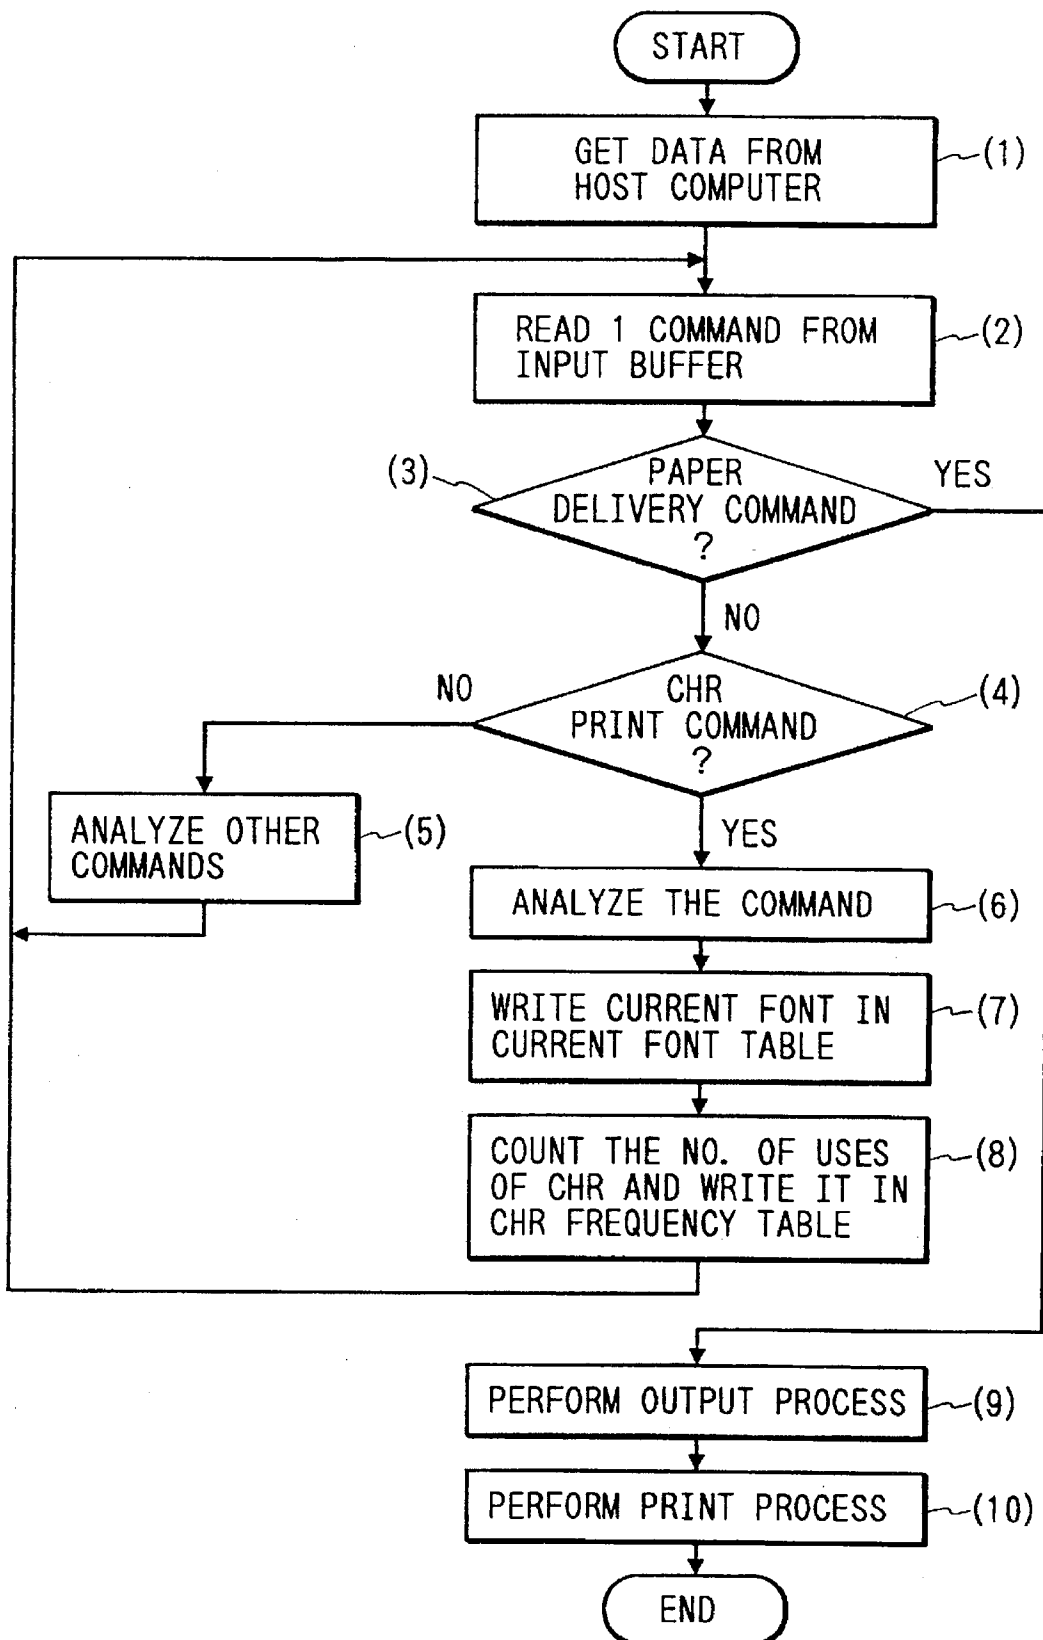 START
GET DATA FROM
HOST COMPUTER
(1)
READ 1 COMMAND FROM
INPUT BUFFER
(2)
(3)
PAPER
DELIVERY COMMAND
?
YES
NO
CHR
PRINT COMMAND
?
(4)
NO
ANALYZE OTHER
COMMANDS
(5)
YES
ANALYZE THE COMMAND
(6)
WRITE CURRENT FONT IN
CURRENT FONT TABLE
(7)
COUNT THE NO. OF USES
OF CHR AND WRITE IT IN
CHR FREQUENCY TABLE
(8)
PERFORM OUTPUT PROCESS
(9)
PERFORM PRINT PROCESS
(10)
END